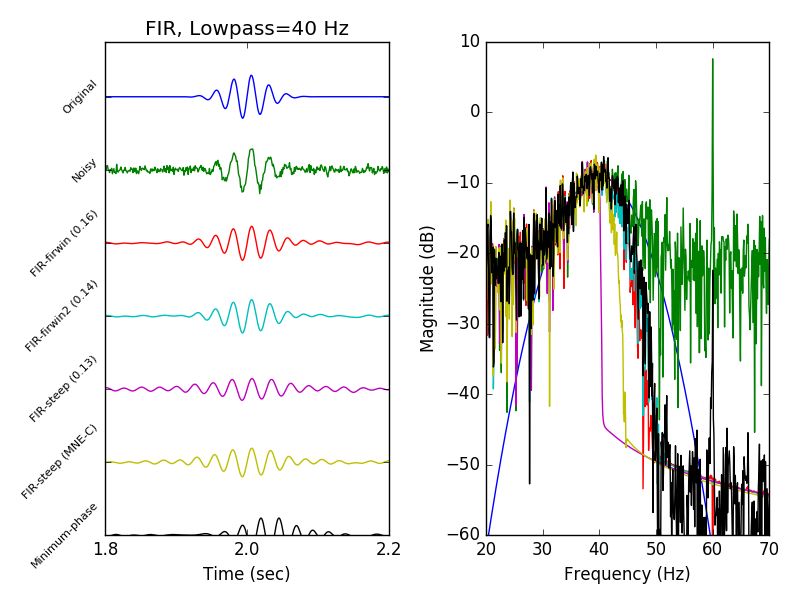 FIR, Lowpass=40 Hz
Original
Noisy
FIR-firwin (0.16)
FIR-firwin2 (0.14)
FIR-steep (0.13)
FIR-steep (MNE-C)
Minimum-phase
1.8 2.0 2.2
Time (sec)
10
0
−10
−20
−30
−40
−50
−60
Magnitude (dB)
20 30 40 50 60 70
Frequency (Hz)